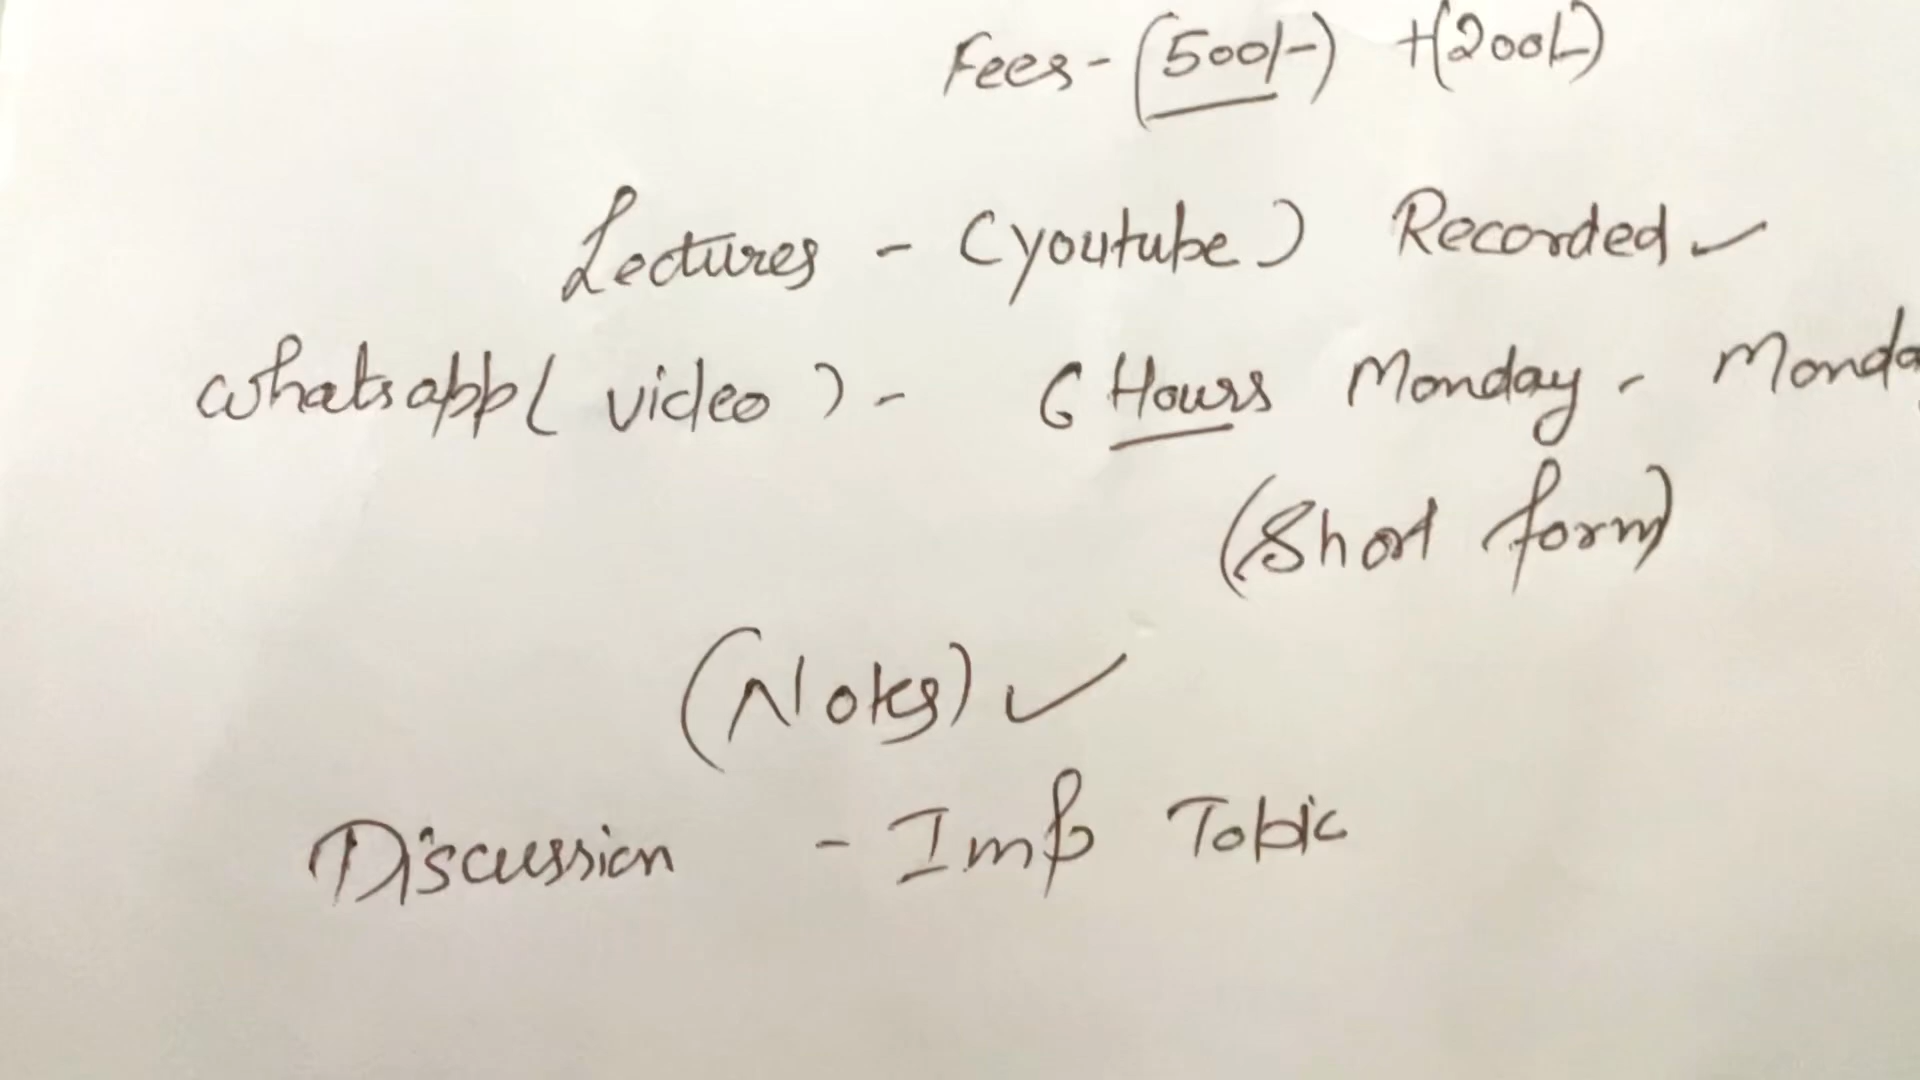 Fees - (500/-) + (200/-)
Lectures - (youtube) Recorded ✓
whatsapp ( video ) - 6 Hours Monday - Monda
(Short form)
(Notes) ✓
Discussion - Imp Topic